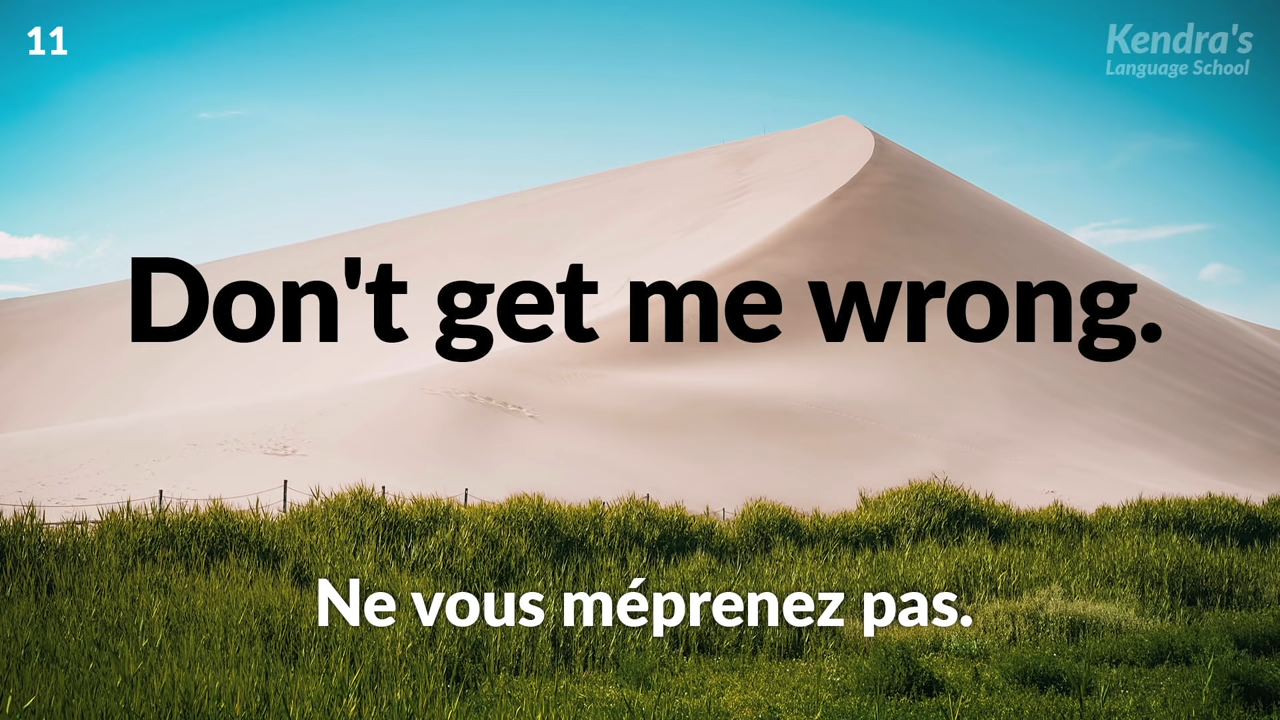 11
Kendra's
Language School
Don't get me wrong.
Ne vous méprenez pas.